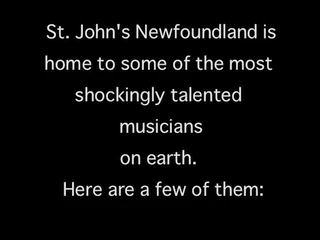 St. John's Newfoundland is
home to some of the most
shockingly talented
musicians
on earth.
Here are a few of them: